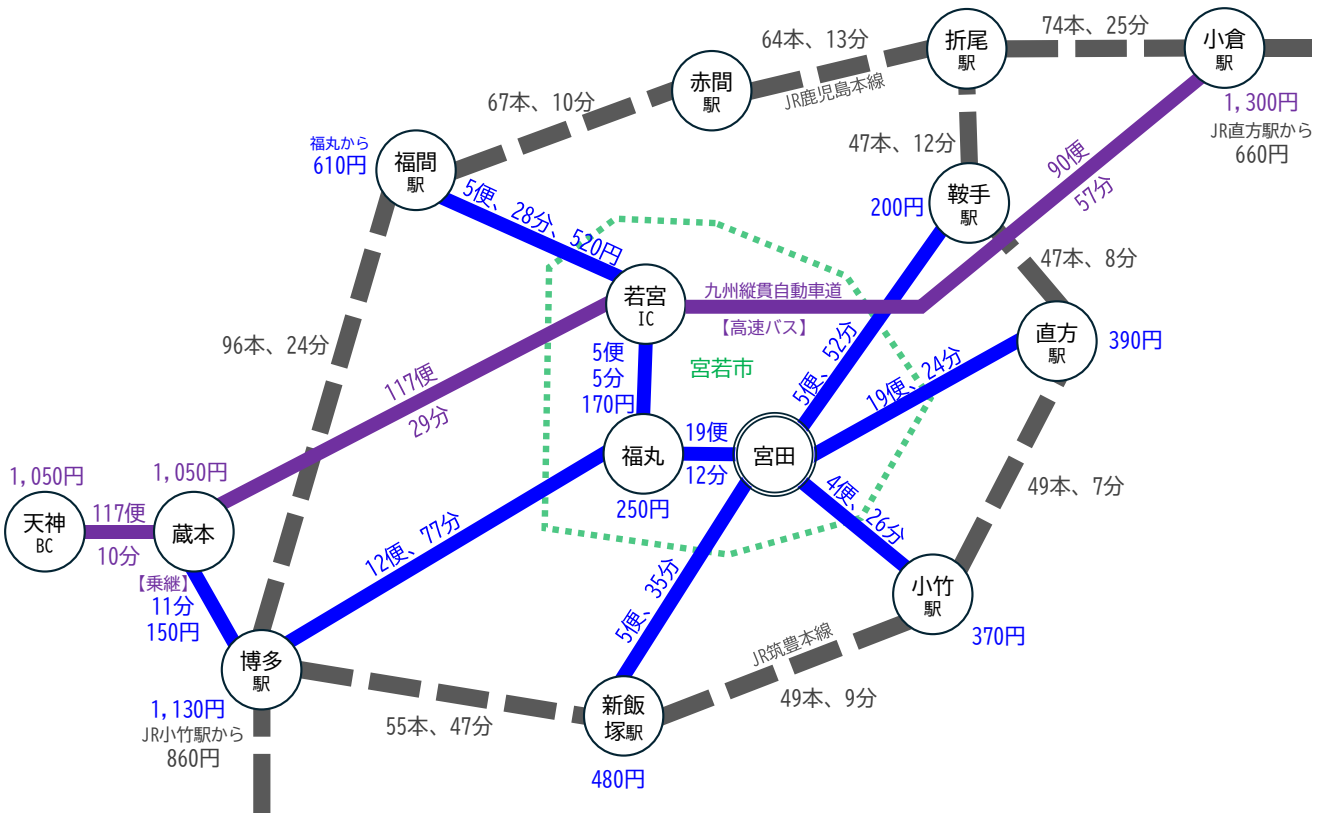 64本、13分
折尾
駅
74本、25分
小倉
駅
赤間
駅
JR鹿児島本線
67本、10分
1,300円
JR直方駅から
660円
福丸から
610円
福間
駅
47本、12分
90便
57分
5便、28分、520円
200円
鞍手
駅
47本、8分
若宮
IC
九州縦貫自動車道
【高速バス】
96本、24分
5便
5分
170円
宮若市
5便、52分
19便、24分
直方
駅
390円
117便
29分
福丸
19便
12分
宮田
250円
4便、26分
49本、7分
1,050円
天神
BC
117便
10分
1,050円
蔵本
【乗継】
11分
150円
12便、77分
5便、35分
小竹
駅
370円
JR筑豊本線
49本、9分
博多
駅
1,130円
JR小竹駅から
860円
55本、47分
新飯
塚駅
480円